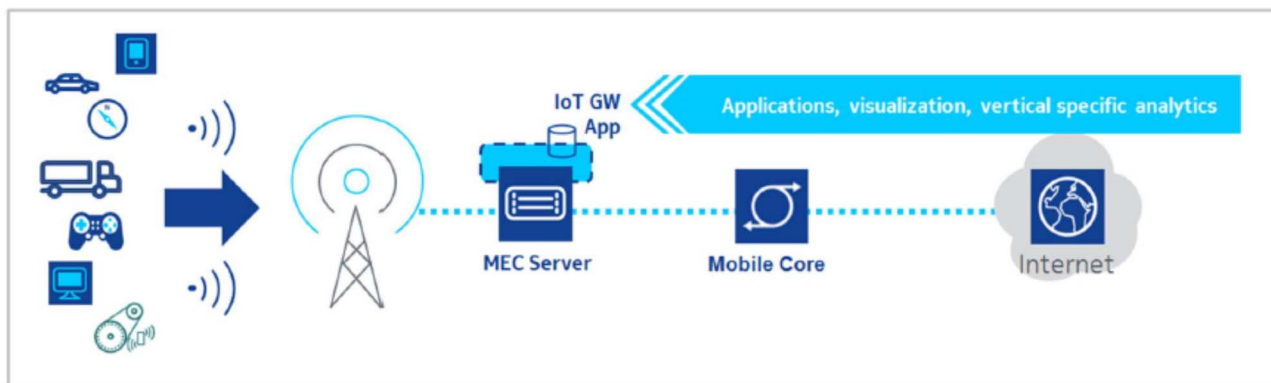 IoT GW
App
Applications, visualization, vertical specific analytics
N
MEC Server
Mobile Core
Internet